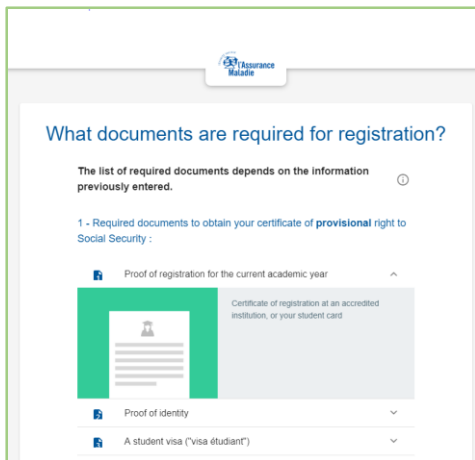 l'Assurance
Maladie
What documents are required for registration?
The list of required documents depends on the information
previously entered.
1 - Required documents to obtain your certificate of provisional right to
Social Security :
Proof of registration for the current academic year
Certificate of registration at an accredited
institution, or your student card
Proof of identity
A student visa ("visa étudiant")